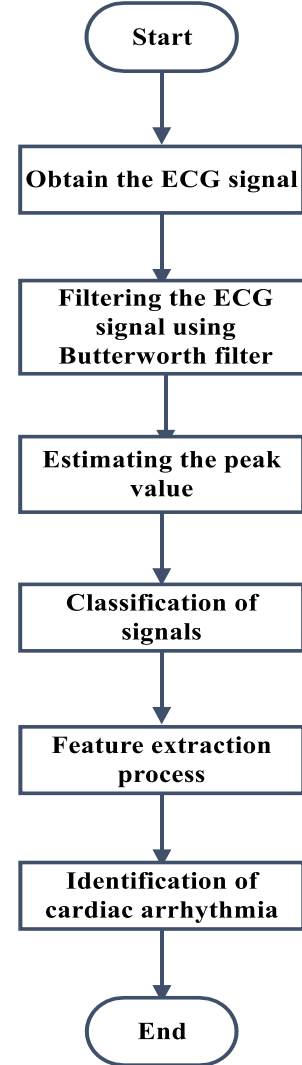 Start
Obtain the ECG signal
Filtering the ECG
signal using
Butterworth filter
Estimating the peak
value
Classification of
signals
Feature extraction
process
Identification of
cardiac arrhythmia
End